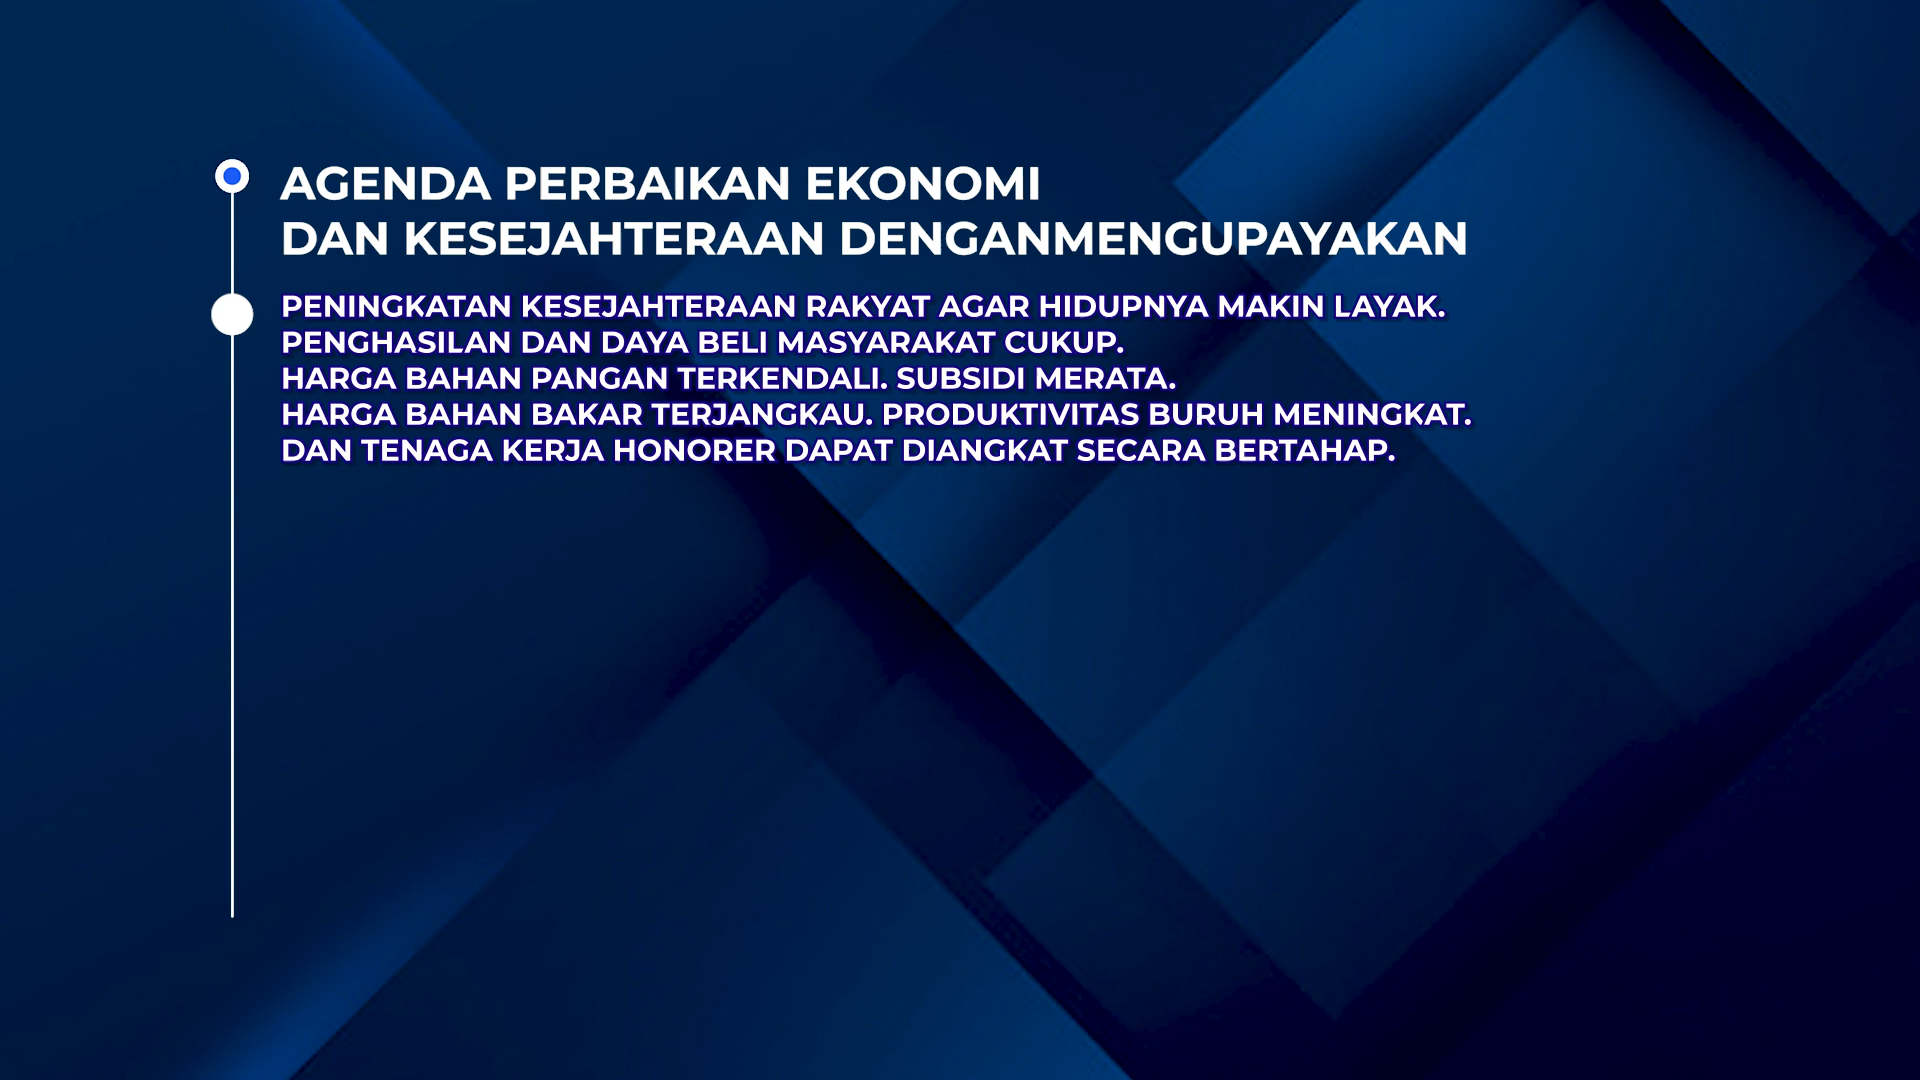 AGENDA PERBAIKAN EKONOMI
DAN KESEJAHTERAAN DENGANMENGUPAYAKAN
PENINGKATAN KESEJAHTERAAN RAKYAT AGAR HIDUPNYA MAKIN LAYAK.
PENGHASILAN DAN DAYA BELI MASYARAKAT CUKUP.
HARGA BAHAN PANGAN TERKENDALI. SUBSIDI MERATA.
HARGA BAHAN BAKAR TERJANGKAU. PRODUKTIVITAS BURUH MENINGKAT.
DAN TENAGA KERJA HONORER DAPAT DIANGKAT SECARA BERTAHAP.